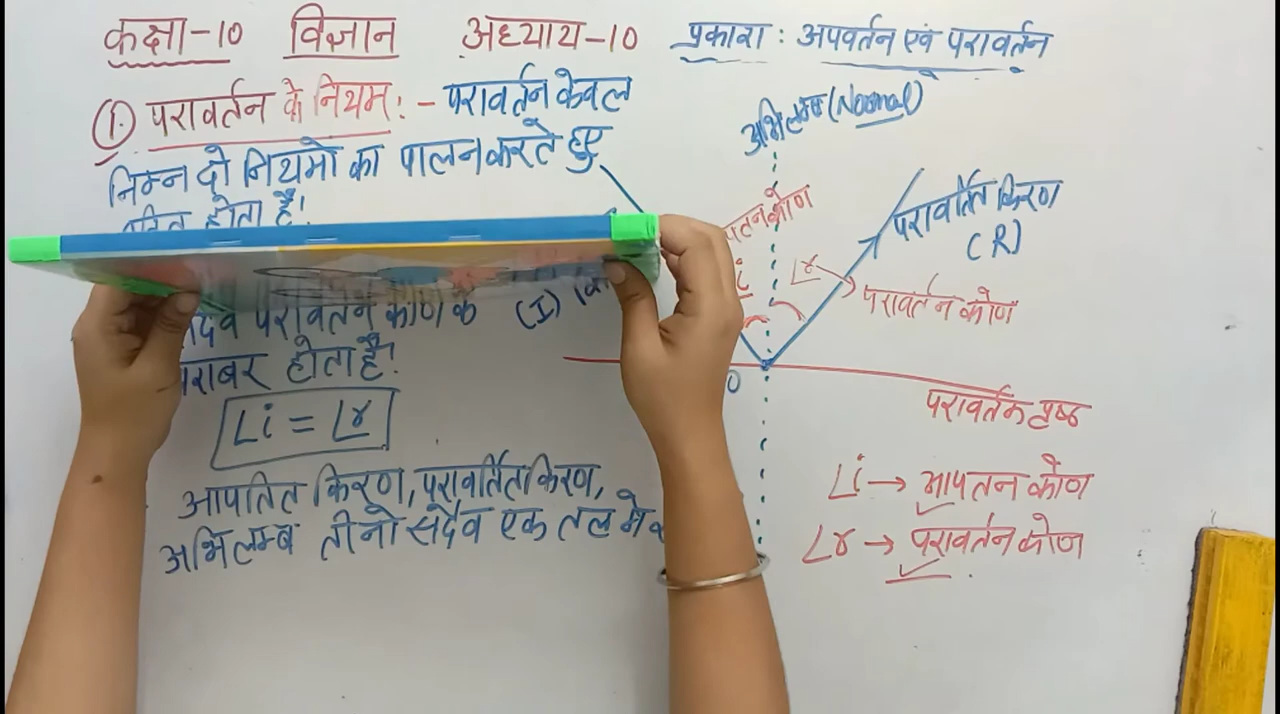 कक्षा-10 विज्ञान अध्याय-10 प्रकाश : अपवर्तन एवं परावर्तन
(1.) परावर्तन के नियम: - परावर्तन केवल
निम्न दो नियमो का पालन करते हुए
होता है!
परावर्तन कोण के (I)
बराबर होता है!
∠i = ∠r
आपतित किरण, परावर्तित किरण,
अभिलम्ब तीनो सदैव एक तल मे
अभिलम्ब (Normal)
परावर्तित किरण
(R)
∠r
परावर्तन कोण
i
O
परावर्तक पृष्ठ
∠i → आपतन कोण
∠r → परावर्तन कोण